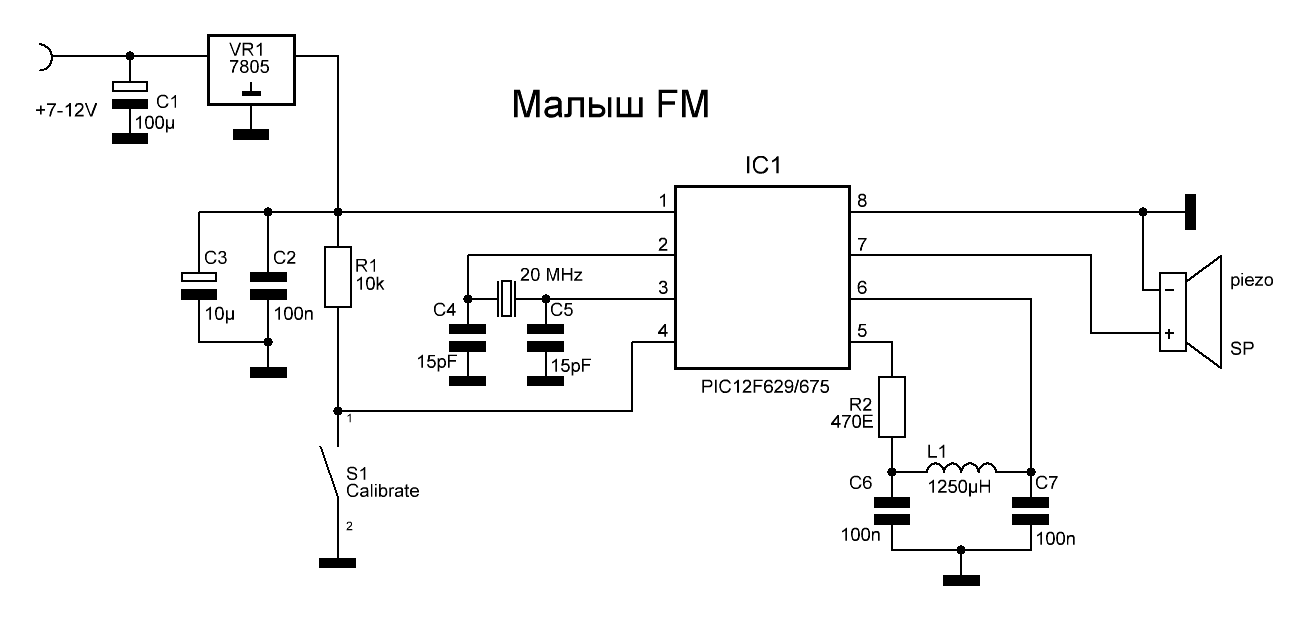 VR1
7805
+7-12V
C1
100µ
Малыш FM
IC1
1
8
2
7
3
6
4
5
C3
10µ
C2
100n
R1
10k
20 MHz
C4
15pF
C5
15pF
PIC12F629/675
piezo
−
+
SP
R2
470E
1
S1
Calibrate
2
L1
1250µH
C6
100n
C7
100n